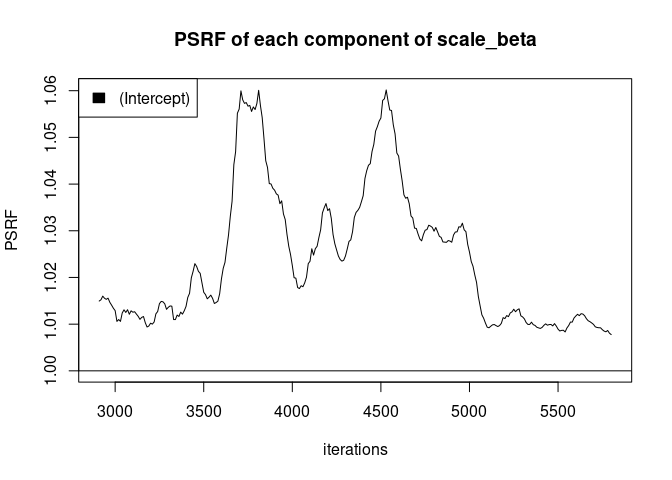 PSRF of each component of scale_beta
(Intercept)
PSRF
1.06
1.05
1.04
1.03
1.02
1.01
1.00
3000 3500 4000 4500 5000 5500
iterations